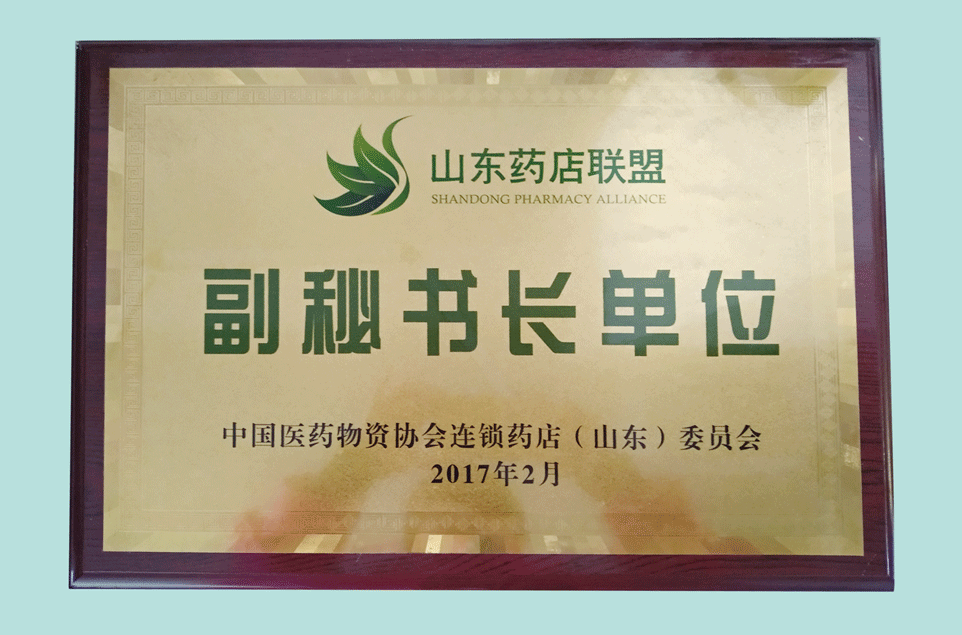 山东药店联盟
SHANDONG PHARMACY ALLIANCE
副秘书长单位
中国医药物资协会连锁药店（山东）委员会
2017年2月